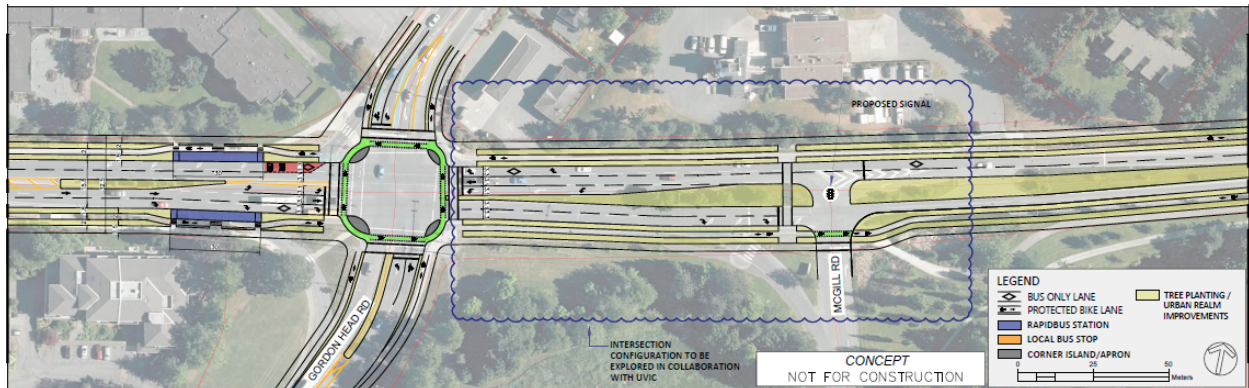 PROPOSED SIGNAL
GORDON HEAD RD
MCGILL RD
INTERSECTION
CONFIGURATION TO BE
EXPLORED IN COLLABORATION
WITH UVIC
CONCEPT
NOT FOR CONSTRUCTION
LEGEND
BUS ONLY LANE
PROTECTED BIKE LANE
RAPIDBUS STATION
LOCAL BUS STOP
CORNER ISLAND/APRON
TREE PLANTING /
URBAN REALM
IMPROVEMENTS
0 25 50
Meters